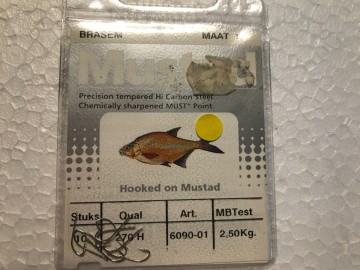 BRASEM MAAT
Mustad
Precision tempered Hi Carbon Steel
Chemically sharpened MUST* Point.
Hooked on Mustad
Stuks Qual Art. MBTest
10 270 H 6090-01 2,50Kg.